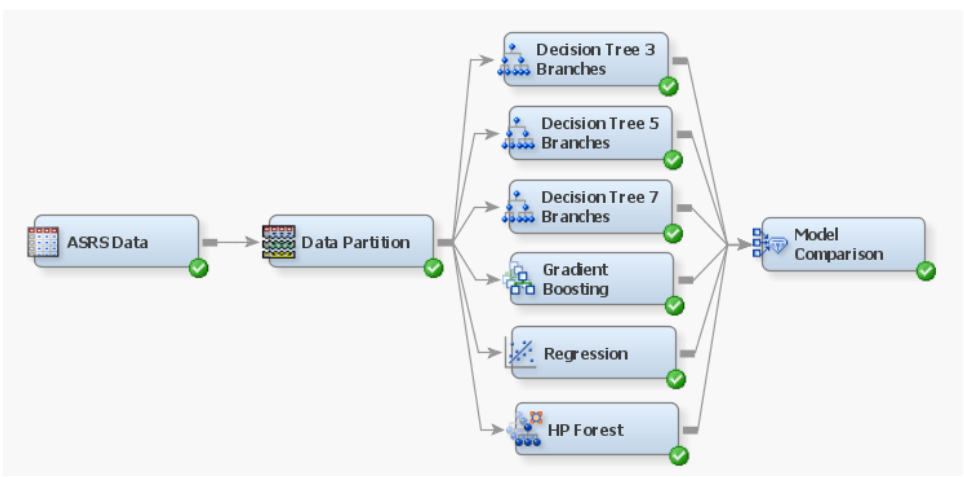 Decision Tree 3
Branches
Decision Tree 5
Branches
Decision Tree 7
Branches
ASRS Data
Data Partition
Model
Comparison
Gradient
Boosting
Regression
HP Forest